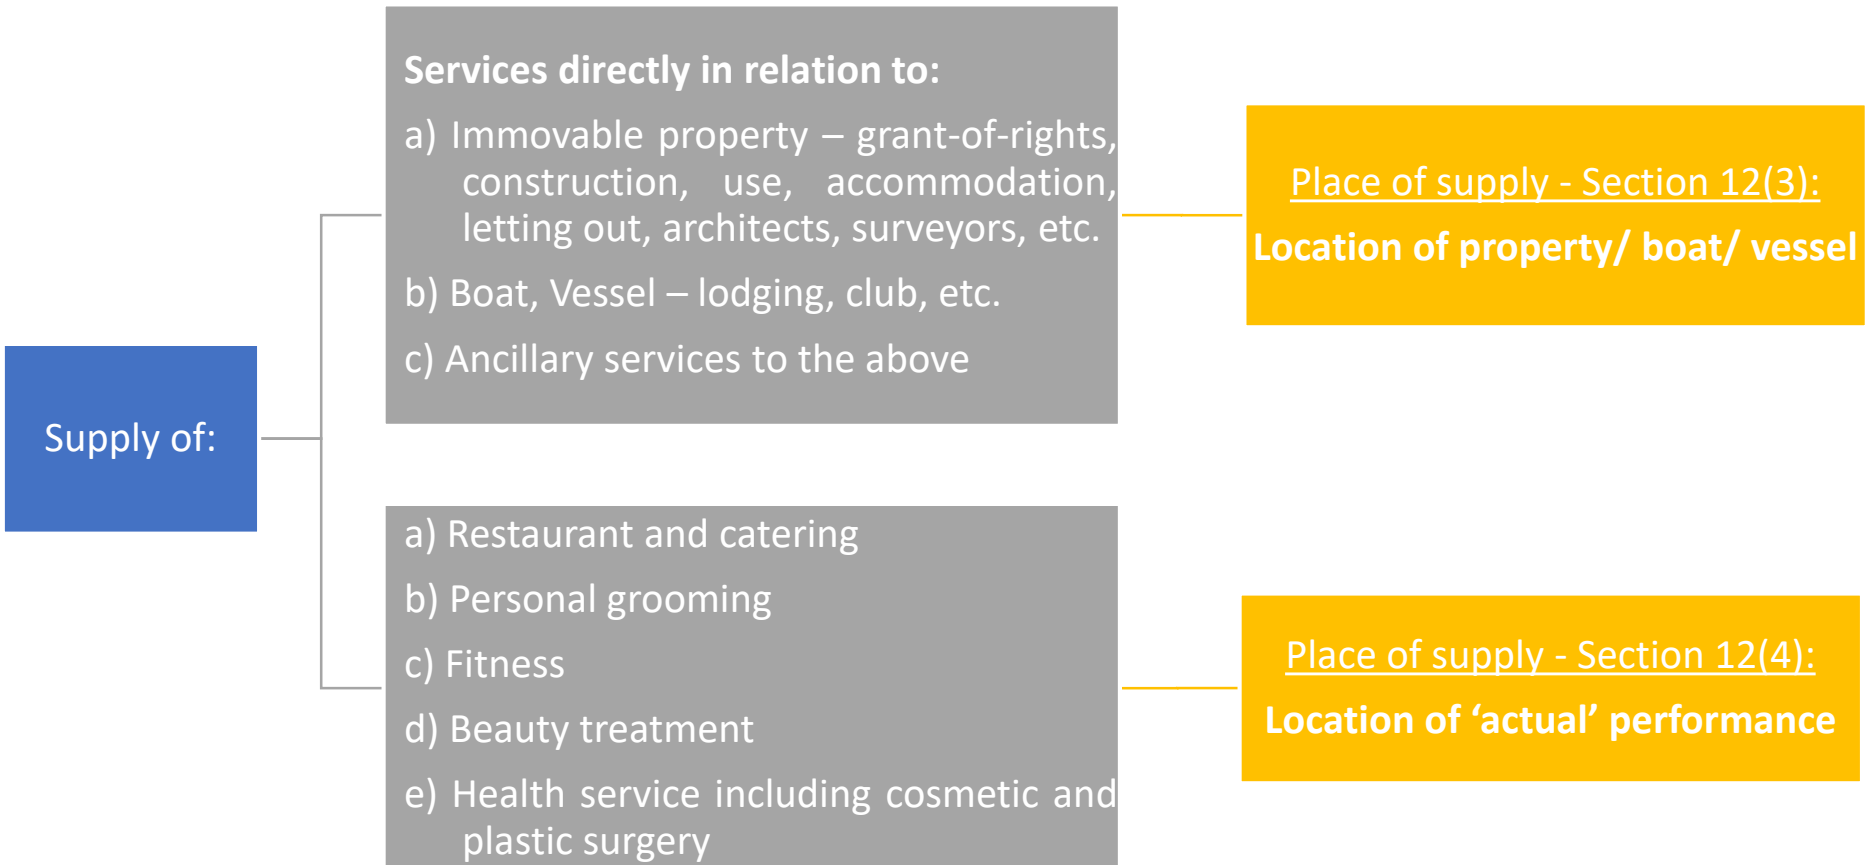 Supply of:
Services directly in relation to:
a) Immovable property – grant-of-rights,
construction, use, accommodation,
letting out, architects, surveyors, etc.
b) Boat, Vessel – lodging, club, etc.
c) Ancillary services to the above
Place of supply - Section 12(3):
Location of property/ boat/ vessel
a) Restaurant and catering
b) Personal grooming
c) Fitness
d) Beauty treatment
e) Health service including cosmetic and
plastic surgery
Place of supply - Section 12(4):
Location of ‘actual’ performance